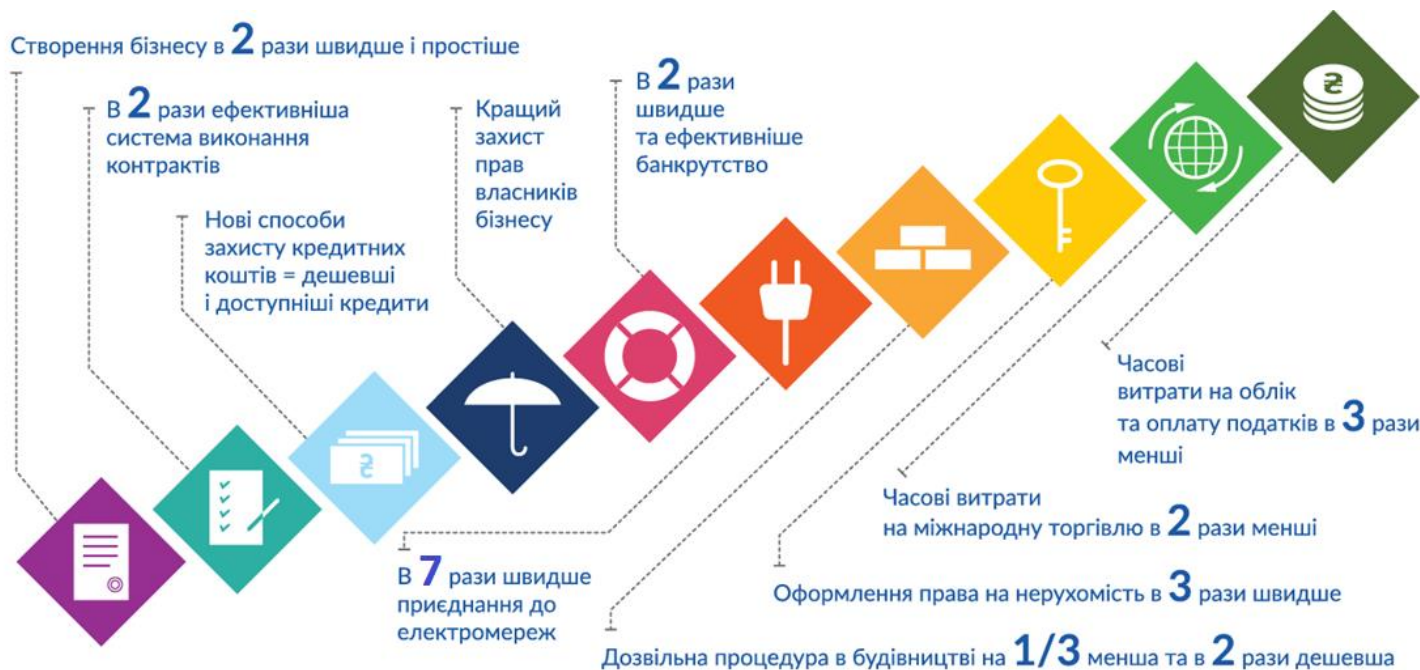 Створення бізнесу в 2 рази швидше і простіше
В 2 рази ефективніша
система виконання
контрактів
Нові способи
захисту кредитних
коштів = дешевші
і доступніші кредити
Кращий
захист
прав
власників
бізнесу
В 2 рази
швидше
та ефективніше
банкрутство
В 7 рази швидше
приєднання до
електромереж
Дозвільна процедура в будівництві на 1/3 менша та в 2 рази дешевша
Оформлення права на нерухомість в 3 рази швидше
Часові витрати
на міжнародну торгівлю в 2 рази менші
Часові
витрати на облік
та оплату податків в 3 рази
менші
₴
₴